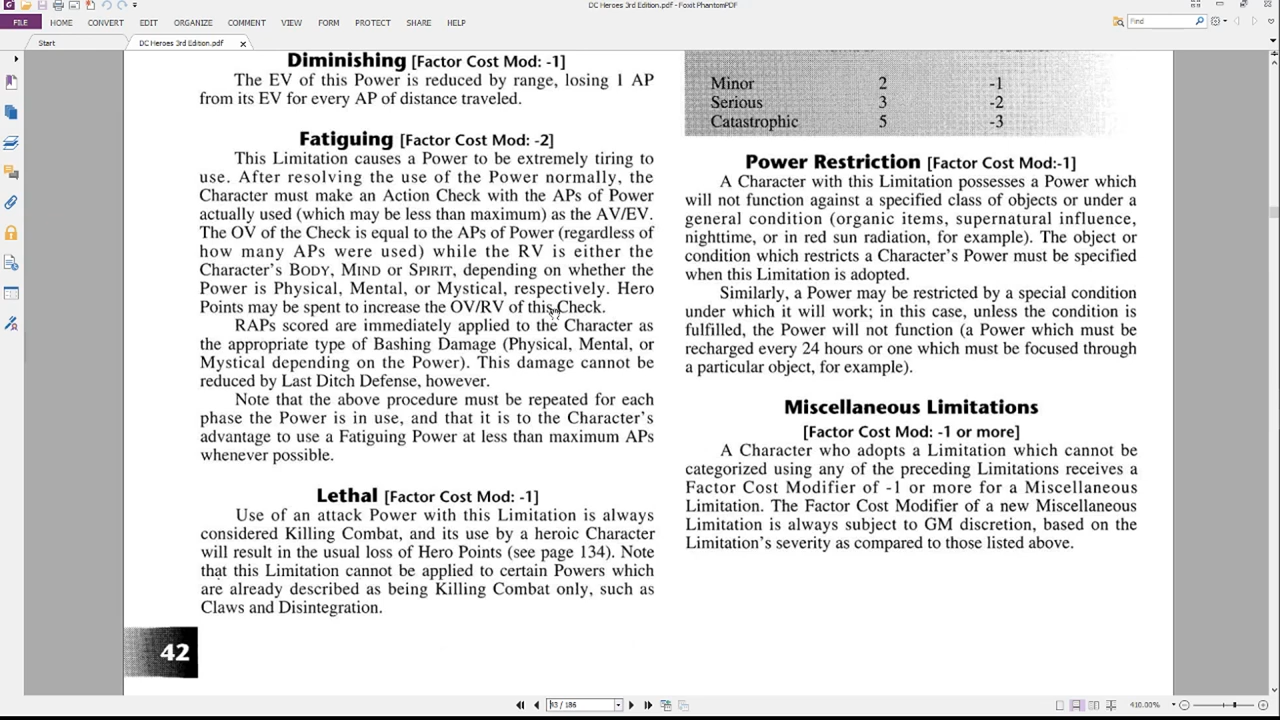 DC Heroes 3rd Edition.pdf - Foxit PhantomPDF
FILE
HOME
CONVERT
EDIT
ORGANIZE
COMMENT
VIEW
FORM
PROTECT
SHARE
HELP
Find
Start
DC Heroes 3rd Edition.pdf
Diminishing [Factor Cost Mod: -1]
The EV of this Power is reduced by range, losing 1 AP
from its EV for every AP of distance traveled.
Fatiguing [Factor Cost Mod: -2]
This Limitation causes a Power to be extremely tiring to
use. After resolving the use of the Power normally, the
Character must make an Action Check with the APs of Power
actually used (which may be less than maximum) as the AV/EV.
The OV of the Check is equal to the APs of Power (regardless of
how many APs were used) while the RV is either the
Character's BODY, MIND or SPIRIT, depending on whether the
Power is Physical, Mental, or Mystical, respectively. Hero
Points may be spent to increase the OV/RV of this Check.
RAPs scored are immediately applied to the Character as
the appropriate type of Bashing Damage (Physical, Mental, or
Mystical depending on the Power). This damage cannot be
reduced by Last Ditch Defense, however.
Note that the above procedure must be repeated for each
phase the Power is in use, and that it is to the Character's
advantage to use a Fatiguing Power at less than maximum APs
whenever possible.
Lethal [Factor Cost Mod: -1]
Use of an attack Power with this Limitation is always
considered Killing Combat, and its use by a heroic Character
will result in the usual loss of Hero Points (see page 134). Note
that this Limitation cannot be applied to certain Powers which
are already described as being Killing Combat only, such as
Claws and Disintegration.
42
Minor 2 -1
Serious 3 -2
Catastrophic 5 -3
Power Restriction [Factor Cost Mod:-1]
A Character with this Limitation possesses a Power which
will not function against a specified class of objects or under a
general condition (organic items, supernatural influence,
nighttime, or in red sun radiation, for example). The object or
condition which restricts a Character's Power must be specified
when this Limitation is adopted.
Similarly, a Power may be restricted by a special condition
under which it will work; in this case, unless the condition is
fulfilled, the Power will not function (a Power which must be
recharged every 24 hours or one which must be focused through
a particular object, for example).
Miscellaneous Limitations
[Factor Cost Mod: -1 or more]
A Character who adopts a Limitation which cannot be
categorized using any of the preceding Limitations receives a
Factor Cost Modifier of -1 or more for a Miscellaneous
Limitation. The Factor Cost Modifier of a new Miscellaneous
Limitation is always subject to GM discretion, based on the
Limitation's severity as compared to those listed above.
43 / 186
410.00%